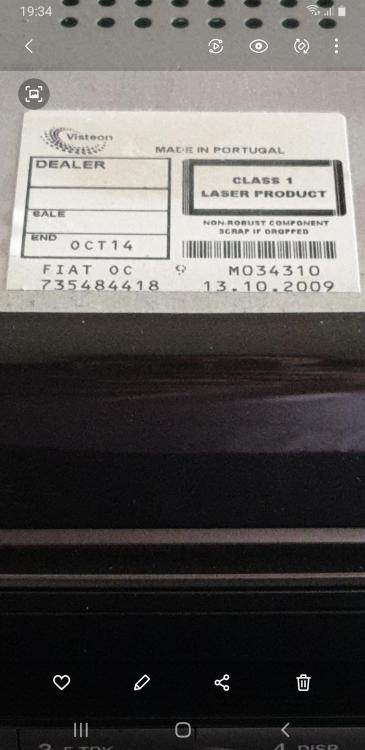 19:34
Visteon
MADE IN PORTUGAL
DEALER
SALE
END OCT14
CLASS 1
LASER PRODUCT
NON-ROBUST COMPONENT
SCRAP IF DROPPED
FIAT OC
M034310
735484418
13.10.2009
DISP